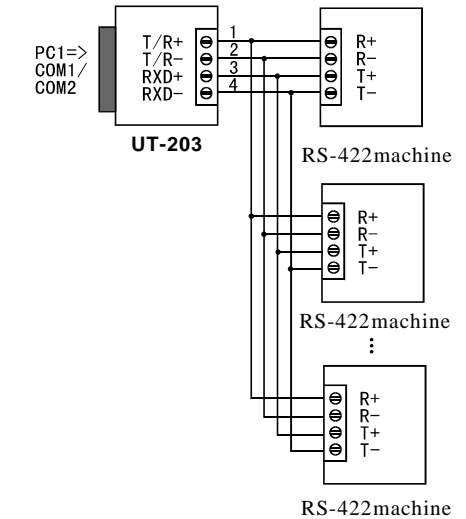 PC1=>
COM1/
COM2
T/R+ 1 R+
T/R- 2 R-
RXD+ 3 T+
RXD- 4 T-
UT-203
RS-422machine
R+
R-
T+
T-
RS-422machine
⋮
R+
R-
T+
T-
RS-422machine